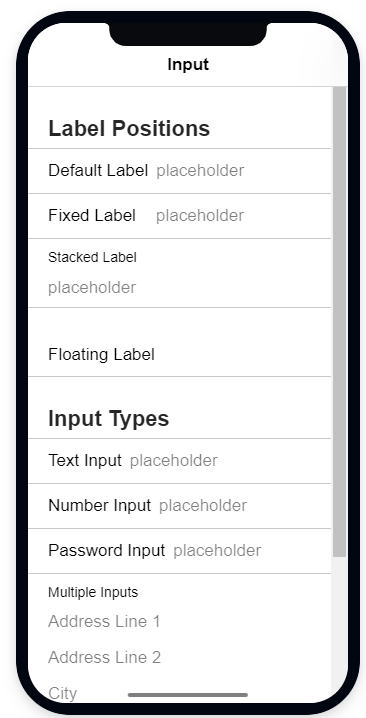 Input
Label Positions
Default Label placeholder
Fixed Label placeholder
Stacked Label
placeholder
Floating Label
Input Types
Text Input placeholder
Number Input placeholder
Password Input placeholder
Multiple Inputs
Address Line 1
Address Line 2
City